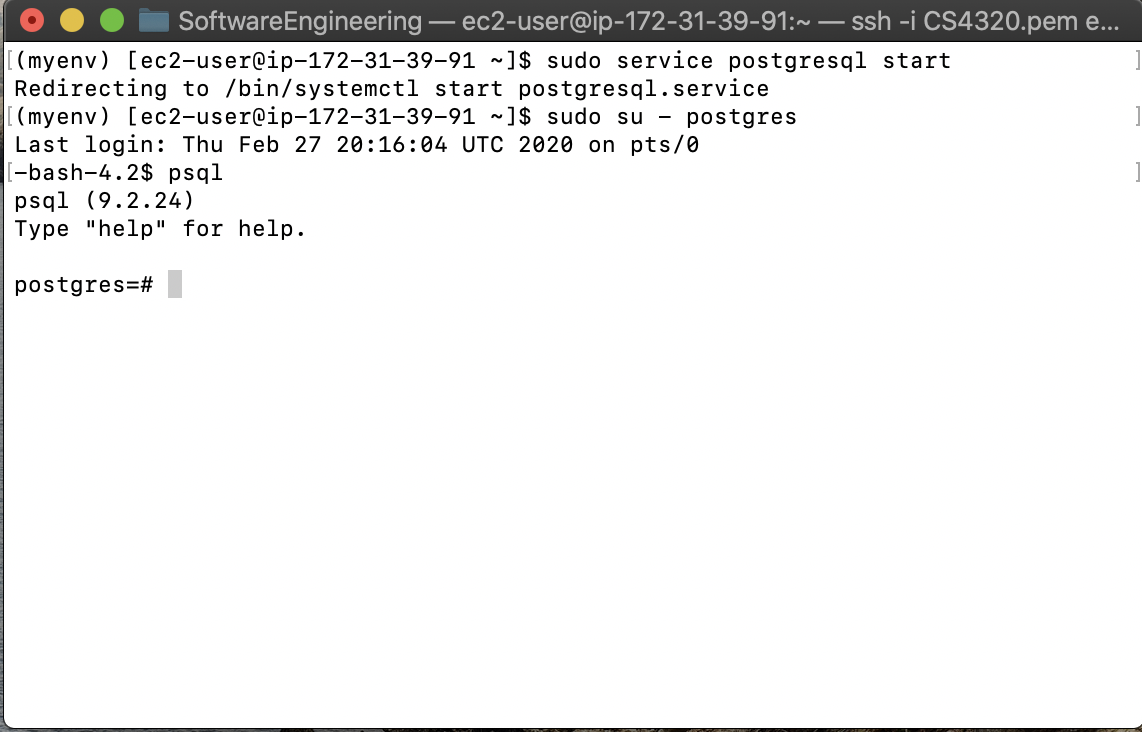 SoftwareEngineering — ec2-user@ip-172-31-39-91:~ — ssh -i CS4320.pem e...
[(myenv) [ec2-user@ip-172-31-39-91 ~]$ sudo service postgresql start ]
Redirecting to /bin/systemctl start postgresql.service
[(myenv) [ec2-user@ip-172-31-39-91 ~]$ sudo su - postgres ]
Last login: Thu Feb 27 20:16:04 UTC 2020 on pts/0
[-bash-4.2$ psql ]
psql (9.2.24)
Type "help" for help.
postgres=#